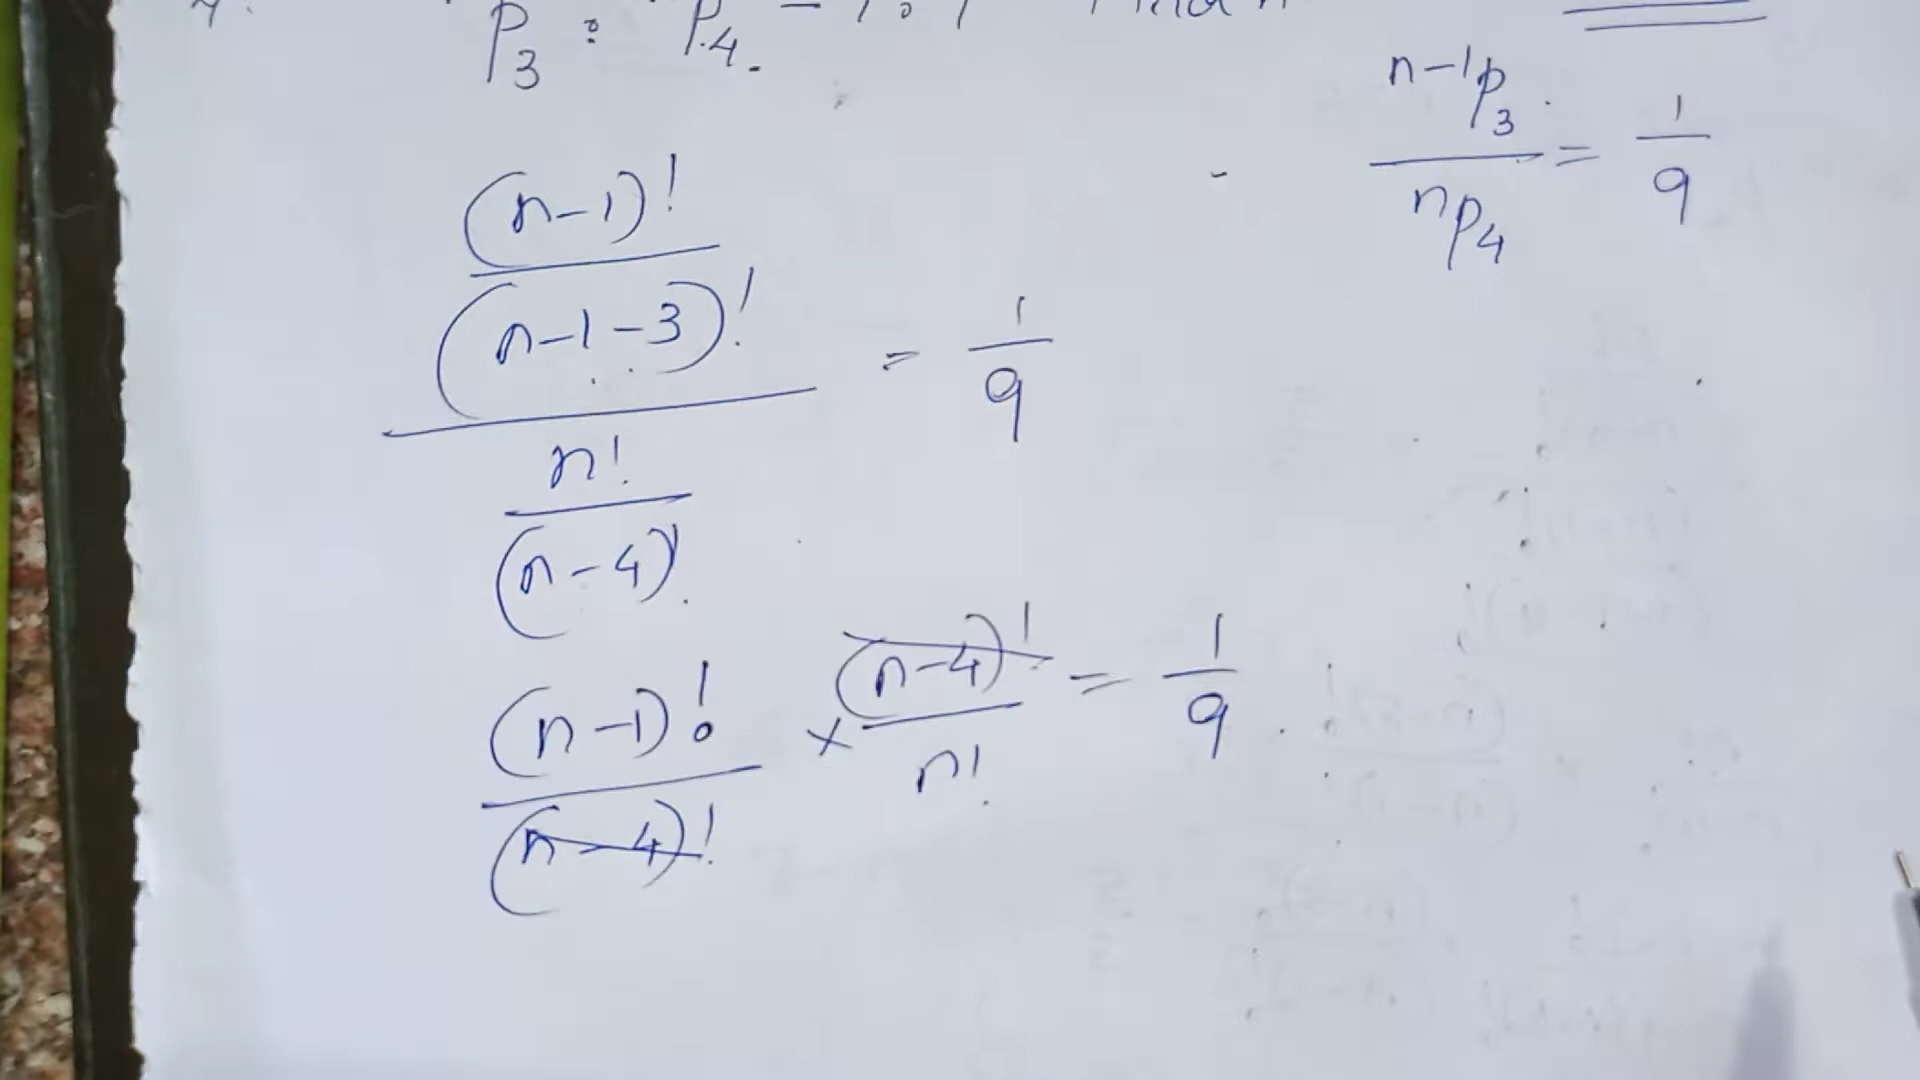 P₃ : P₄
n-1P₃ / nP₄ = 1/9
(n-1)! / (n-1-3)! / n! / (n-4)! = 1/9
(n-1)! / (n-4)! × (n-4)! / n! = 1/9